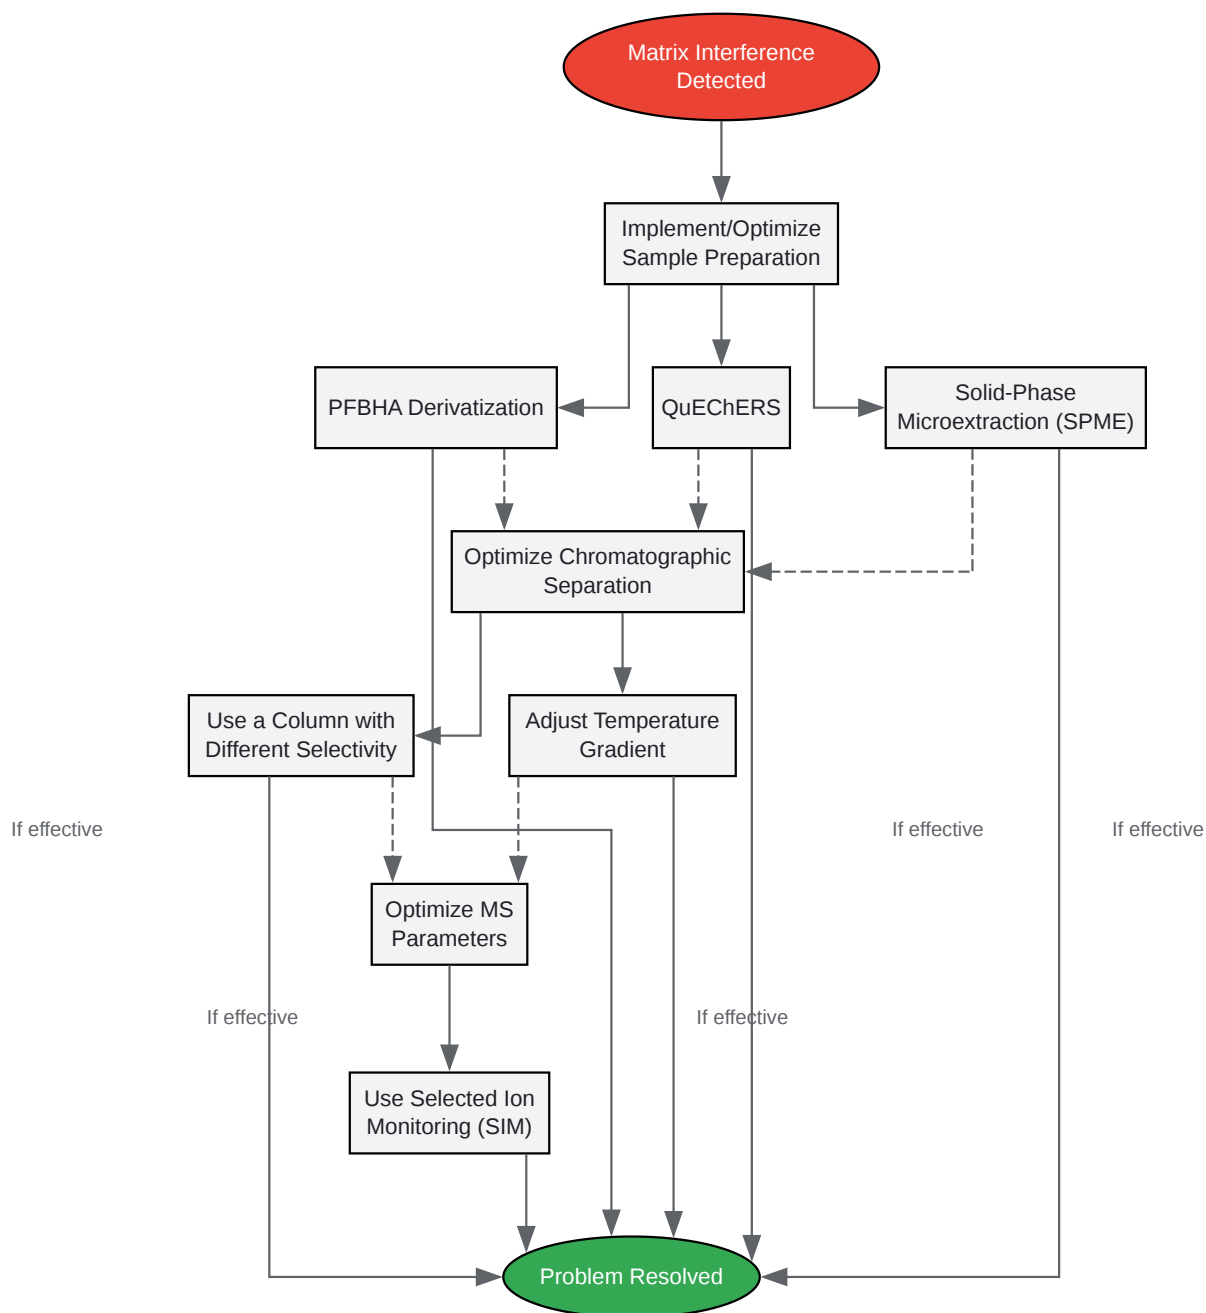 Matrix Interference
Detected
Implement/Optimize
Sample Preparation
PFBHA Derivatization
QuEChERS
Solid-Phase
Microextraction (SPME)
Optimize Chromatographic
Separation
Use a Column with
Different Selectivity
Adjust Temperature
Gradient
If effective
If effective
If effective
Optimize MS
Parameters
If effective
If effective
Use Selected Ion
Monitoring (SIM)
Problem Resolved